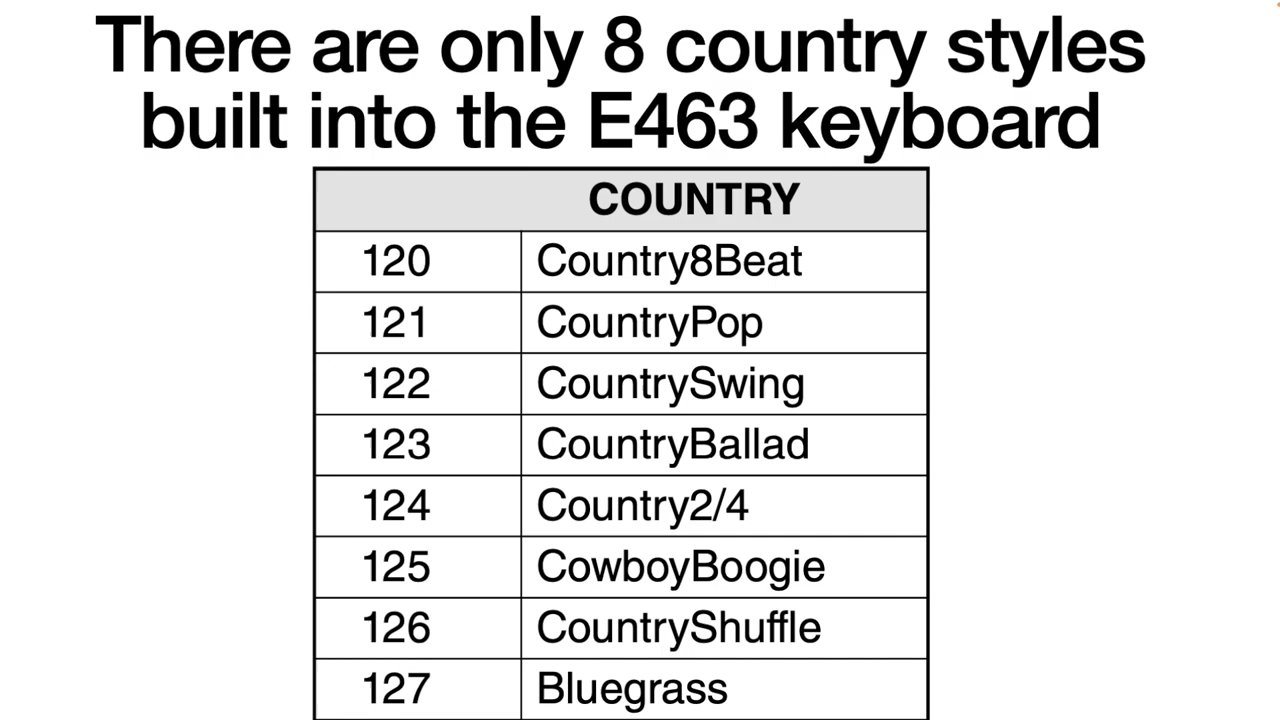 There are only 8 country styles
built into the E463 keyboard
COUNTRY
120 Country8Beat
121 CountryPop
122 CountrySwing
123 CountryBallad
124 Country2/4
125 CowboyBoogie
126 CountryShuffle
127 Bluegrass